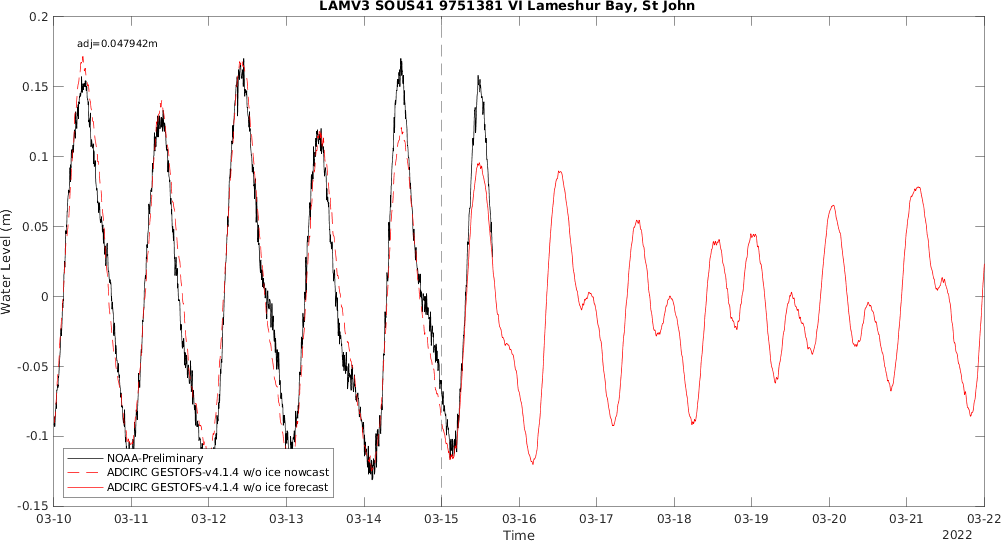 LAMV3 SOUS41 9751381 VI Lameshur Bay, St John
0.2
adj=0.047942m
0.15
0.1
0.05
0
-0.05
-0.1
-0.15
Water Level (m)
NOAA-Preliminary
ADCIRC GESTOFS-v4.1.4 w/o ice nowcast
ADCIRC GESTOFS-v4.1.4 w/o ice forecast
03-10 03-11 03-12 03-13 03-14 03-15 03-16 03-17 03-18 03-19 03-20 03-21 03-22
Time
2022